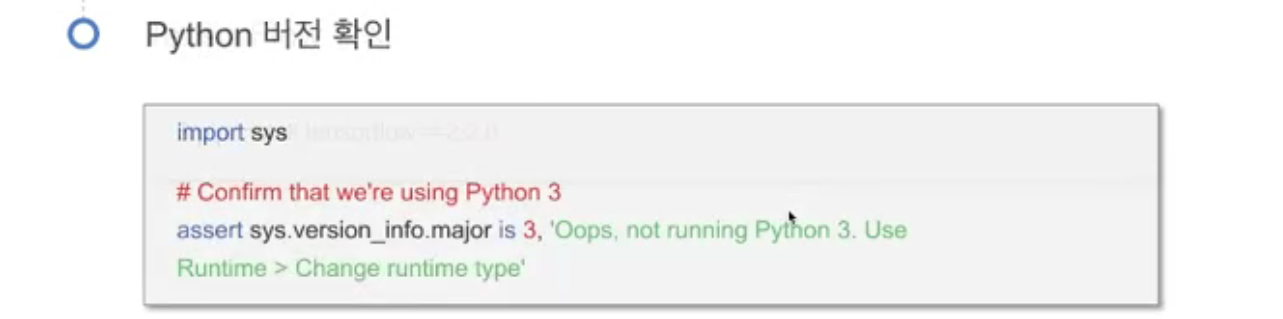 Python 버전 확인
import sys
# Confirm that we're using Python 3
assert sys.version_info.major is 3, 'Oops, not running Python 3. Use
Runtime > Change runtime type'